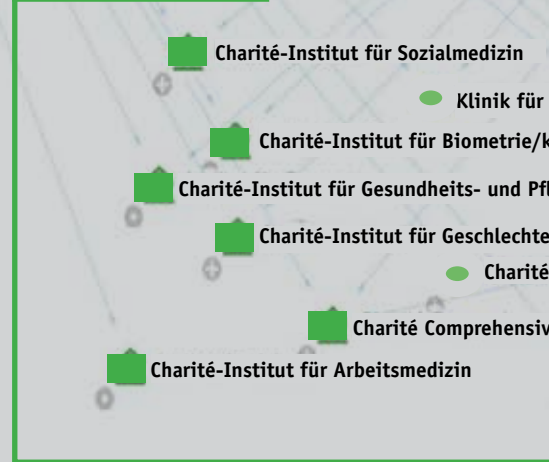 Charité-Institut für Sozialmedizin
Klinik für
Charité-Institut für Biometrie/k
Charité-Institut für Gesundheits- und Pfl
Charité-Institut für Geschlechte
Charité
Charité Comprehensiv
Charité-Institut für Arbeitsmedizin